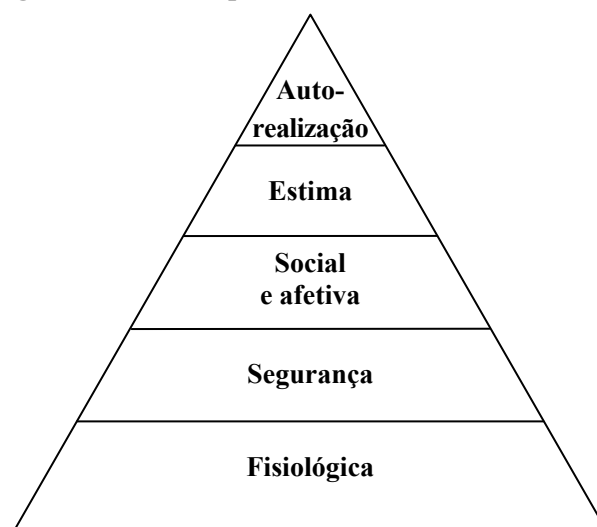 Auto-
realização
Estima
Social
e afetiva
Segurança
Fisiológica